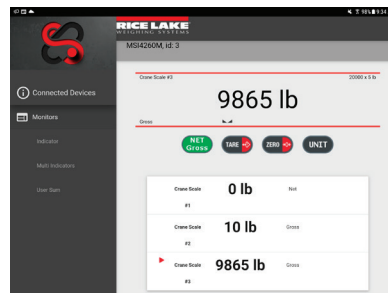 98% 9:34
RICE LAKE
WEIGHING SYSTEMS
MSI4260M, id: 3
Connected Devices
Monitors
Indicator
Multi Indicators
User Sum
Crane Scale #3
20000 x 5 lb
9865 lb
Gross
NET
Gross
TARE
ZERO
UNIT
Crane Scale
#1
0 lb
Net
Crane Scale
#2
10 lb
Gross
Crane Scale
#3
9865 lb
Gross